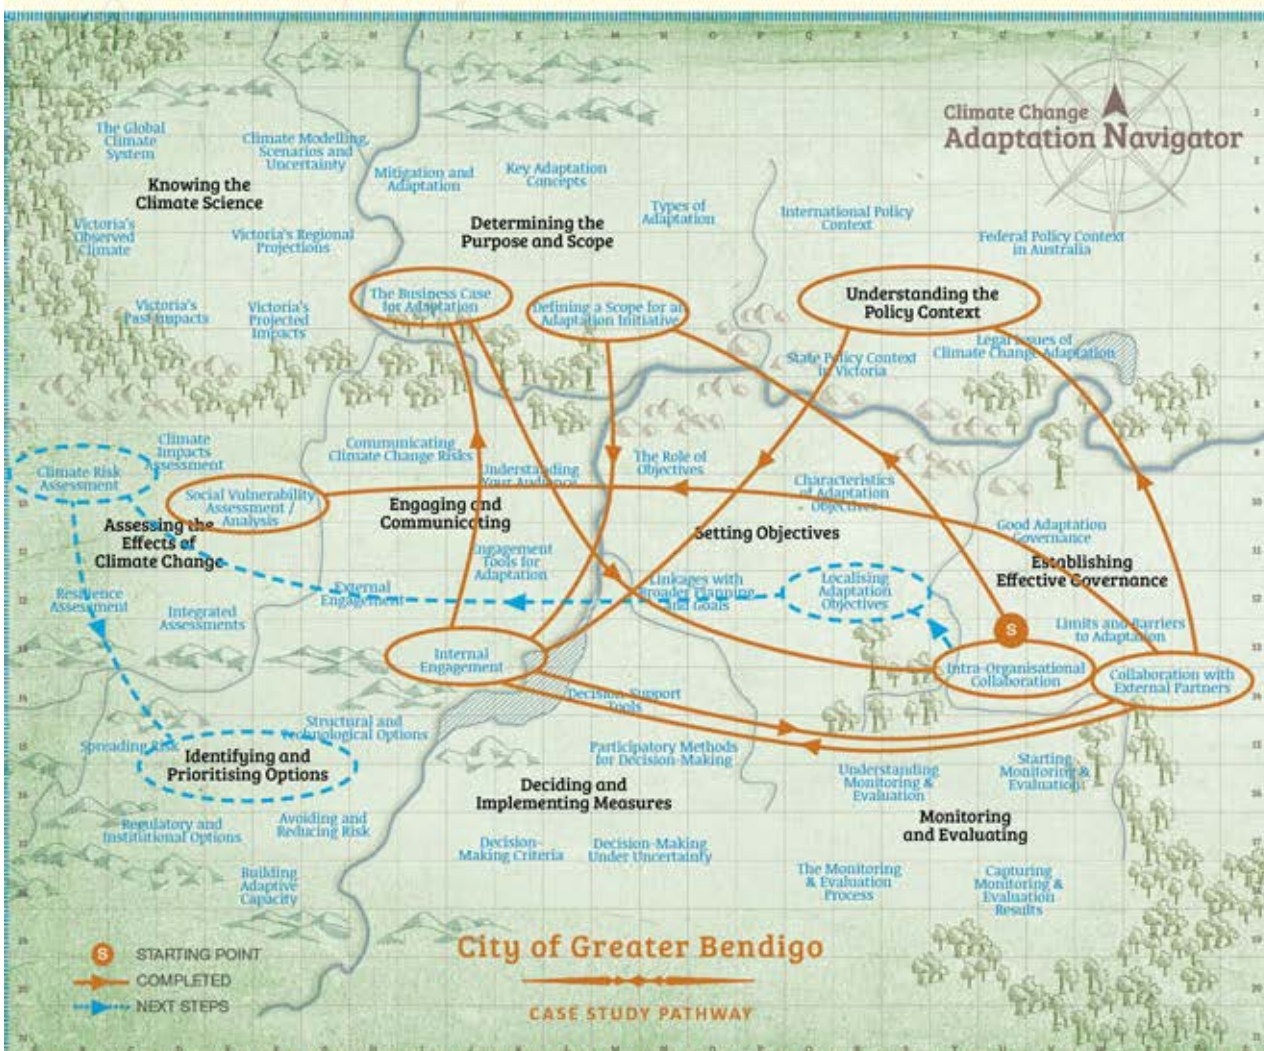 Climate Change
Adaptation Navigator
The Global
Climate
System
Climate Modelling,
Scenarios and
Uncertainty
Knowing the
Climate Science
Victoria's
Observed
Climate
Victoria's Regional
Projections
Victoria's
Past Impacts
Victoria's
Projected
Impacts
Mitigation and
Adaptation
Key Adaptation
Concepts
Types of
Adaptation
Determining the
Purpose and Scope
The Business Case
for Adaptation
Defining a Scope for an
Adaptation Initiative
International Policy
Context
Federal Policy Context
in Australia
Understanding the
Policy Context
State Policy Context
in Victoria
Legal Issues of
Climate Change Adaptation
Climate Risk
Assessment
Climate
Impacts
Assessment
Social Vulnerability
Assessment /
Analysis
Assessing the
Effects of
Climate Change
Resilience
Assessment
Integrated
Assessments
Communicating
Climate Change Risks
Understanding
Your Audience
Engaging and
Communicating
Engagement
Tools for
Adaptation
External
Engagement
Internal
Engagement
The Role of
Objectives
Characteristics
of Adaptation
Objectives
Setting Objectives
Linkages with
Broader Planning
and Goals
Localising
Adaptation
Objectives
Good Adaptation
Governance
Establishing
Effective Governance
Limits and Barriers
to Adaptation
S
Intra-Organisational
Collaboration
Collaboration with
External Partners
Structural and
Technological Options
Spreading Risk
Identifying and
Prioritising Options
Regulatory and
Institutional Options
Avoiding and
Reducing Risk
Building
Adaptive
Capacity
Decision-Support
Tools
Participatory Methods
for Decision-Making
Deciding and
Implementing Measures
Decision-
Making Criteria
Decision-Making
Under Uncertainty
Understanding
Monitoring &
Evaluation
Starting
Monitoring &
Evaluation
Monitoring
and Evaluating
The Monitoring
& Evaluation
Process
Capturing
Monitoring &
Evaluation
Results
S STARTING POINT
COMPLETED
NEXT STEPS
City of Greater Bendigo
CASE STUDY PATHWAY